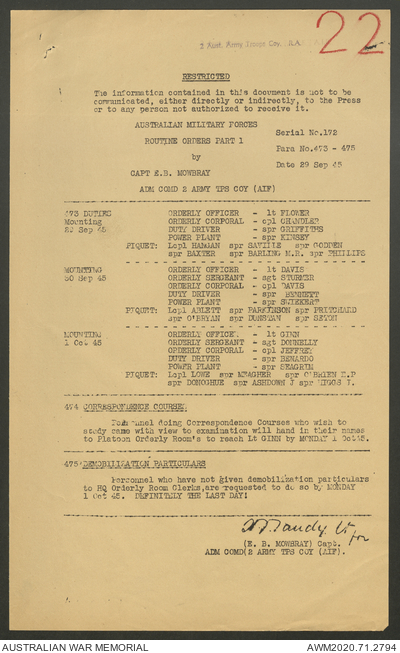 2 Aust. Army Troops Coy. R.A.
22
RESTRICTED
The information contained in this document is not to be
communicated, either directly or indirectly, to the Press
or to any person not authorized to receive it.
AUSTRALIAN MILITARY FORCES
Serial No.172
ROUTINE ORDERS PART 1
Para No.473 - 475
by
Date 29 Sep 45
CAPT E.B. MOWBRAY
ADM COMD 2 ARMY TPS COY (AIF)
473 DUTIES ORDERLY OFFICER - lt FLOWER
Mounting ORDERLY CORPORAL - cpl CHANDLER
29 Sep 45 DUTY DRIVER - spr GRIFFITHS
POWER PLANT - spr KINSEY
PIQUET: Lcpl HANNAN spr SAVILLE spr GODDEN
spr BAXTER spr BARLING M.R. spr PHILLIPS
MOUNTING ORDERLY OFFICER - lt DAVIS
30 Sep 45 ORDERLY SERGEANT - sgt STURMER
ORDERLY CORPORAL - cpl DAVIS
DUTY DRIVER - spr BENNETT
POWER PLANT - spr
PIQUET: Lcpl ABLETT spr PARKINSON spr PRITCHARD
spr O'BRYAN spr DUNSTAN spr
MOUNTING ORDERLY OFFICER - lt GINN
1 Oct 45 ORDERLY SERGEANT - sgt DONNELLY
ORDERLY CORPORAL - cpl JEFFREY
DUTY DRIVER - spr BENARDO
POWER PLANT - spr SEAGRIM
PIQUET: Lcpl LOWE spr MEAGHER spr O'BRIEN
spr DONOGHUE spr ASHDOWN J spr
474 CORRESPONDENCE COURSES
Personnel doing Correspondence Courses who wish to
study same with view to examination will hand in their names
to Platoon Orderly Room's to reach Lt GINN by MONDAY 1 Oct 45.
475 DEMOBILIZATION PARTICULARS
Personnel who have not given demobilization particulars
to HQ Orderly Room Clerks, are requested to do so by MONDAY
1 Oct 45. DEFINITELY THE LAST DAY!
Lt
for
(E. B. MOWBRAY) Capt.
ADM COMD 2 ARMY TPS COY (AIF).
AUSTRALIAN WAR MEMORIAL
AWM2020.71.2794